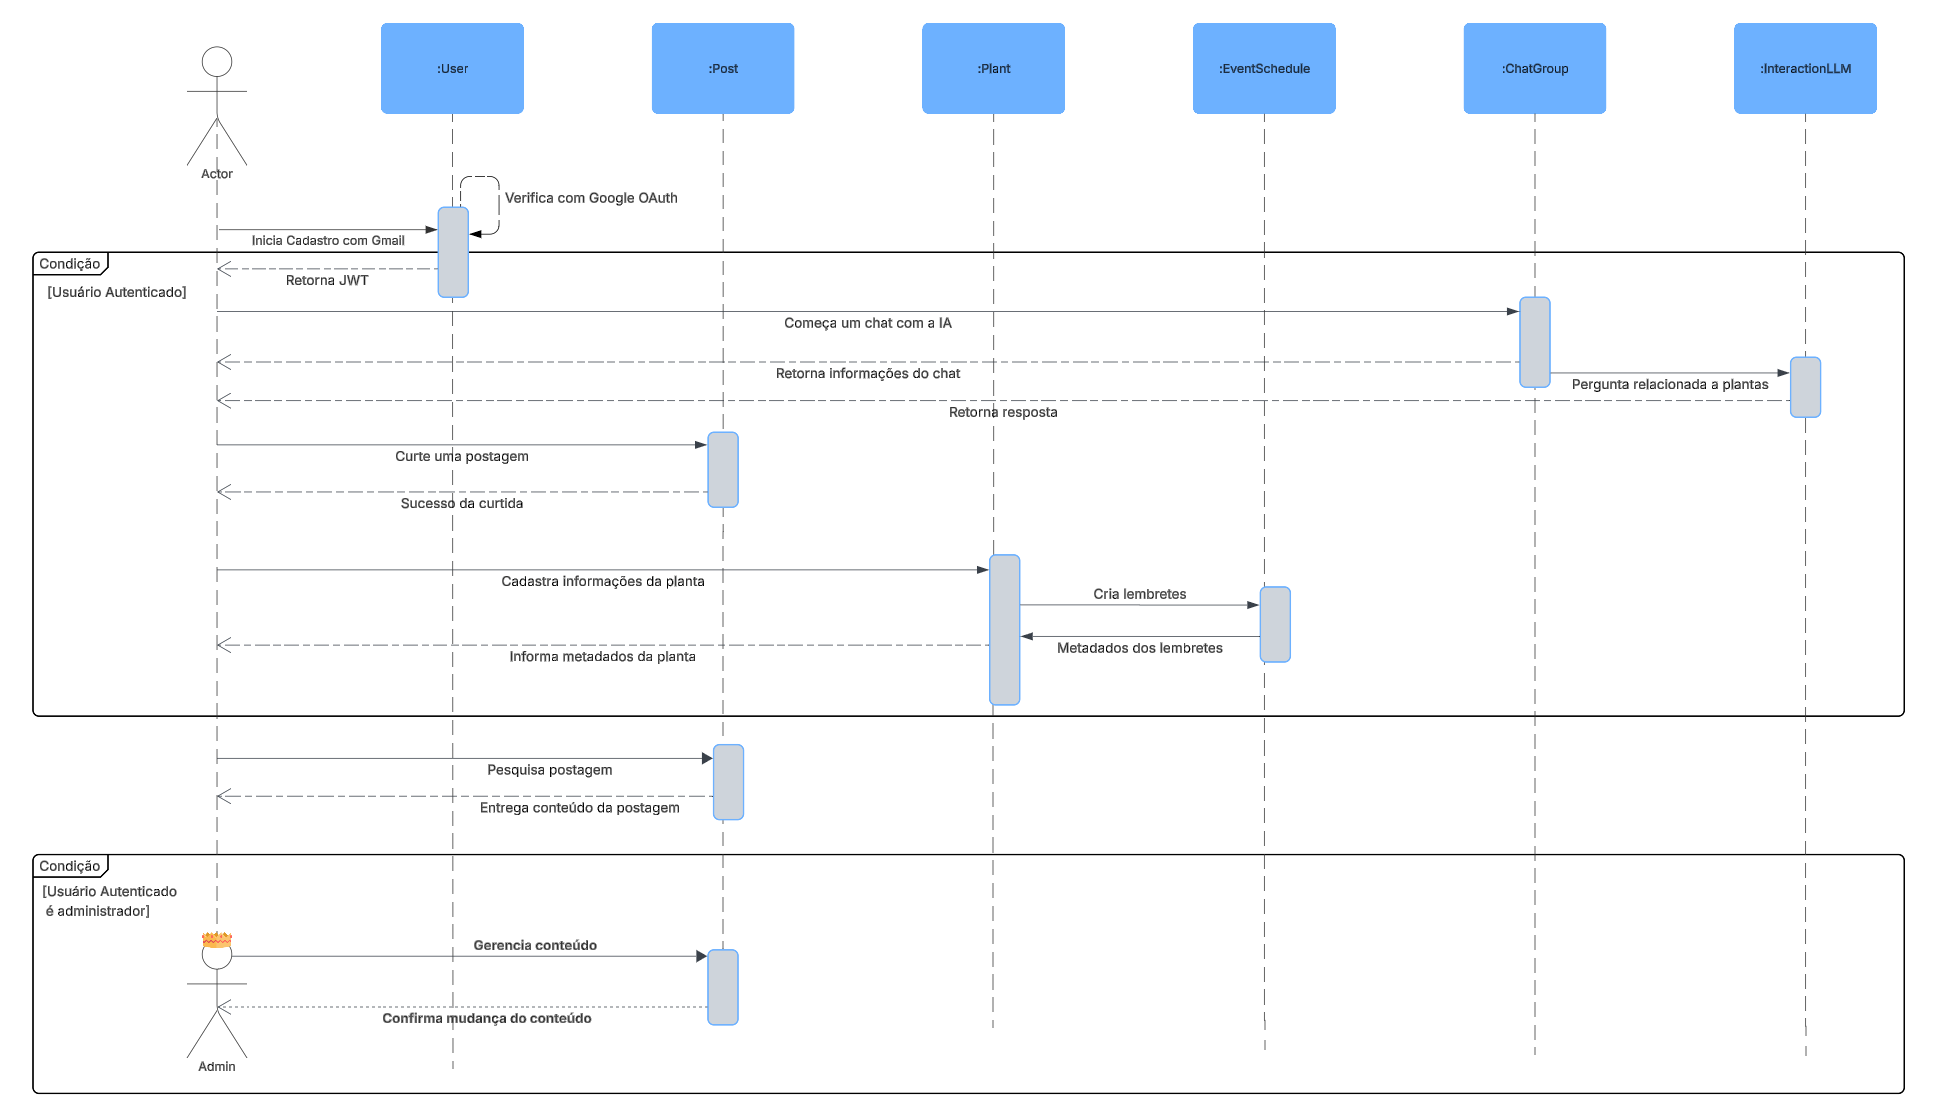 :User
:Post
:Plant
:EventSchedule
:ChatGroup
:InteractionLLM
Actor
Verifica com Google OAuth
Inicia Cadastro com Gmail
Condição
Retorna JWT
[Usuário Autenticado]
Começa um chat com a IA
Retorna informações do chat
Pergunta relacionada a plantas
Retorna resposta
Curte uma postagem
Sucesso da curtida
Cadastra informações da planta
Cria lembretes
Metadados dos lembretes
Informa metadados da planta
Pesquisa postagem
Entrega conteúdo da postagem
Condição
[Usuário Autenticado
é administrador]
Gerencia conteúdo
Confirma mudança do conteúdo
Admin